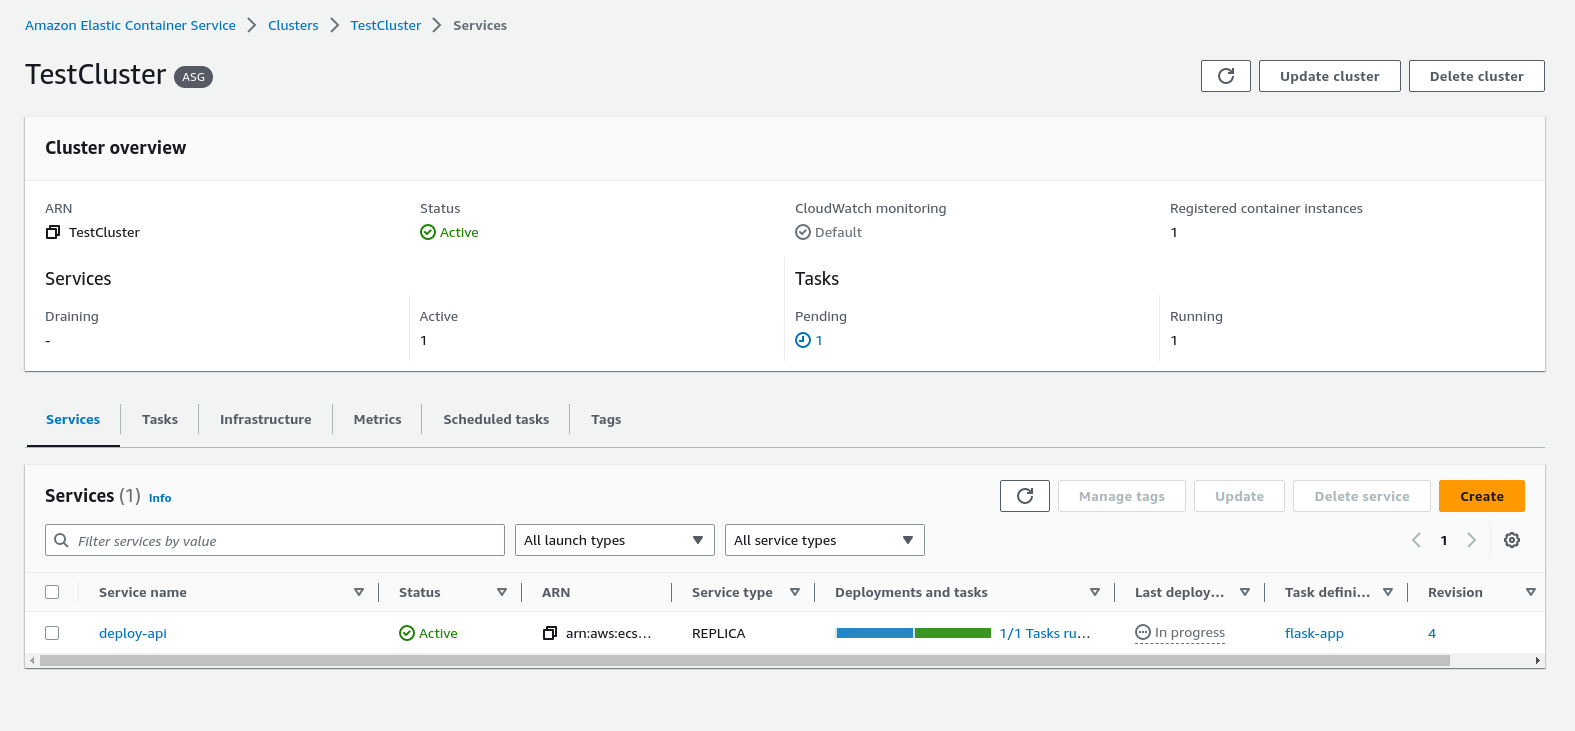 Amazon Elastic Container Service > Clusters > TestCluster > Services
TestCluster ASG
Update cluster Delete cluster
Cluster overview
ARN Status CloudWatch monitoring Registered container instances
TestCluster Active Default 1
Services Tasks
Draining Active Pending Running
- 1 1 1
Services Tasks Infrastructure Metrics Scheduled tasks Tags
Services (1) Info Manage tags Update Delete service Create
Filter services by value All launch types All service types 1
Service name Status ARN Service type Deployments and tasks Last deploy... Task defini... Revision
deploy-api Active arn:aws:ecs... REPLICA 1/1 Tasks ru... In progress flask-app 4